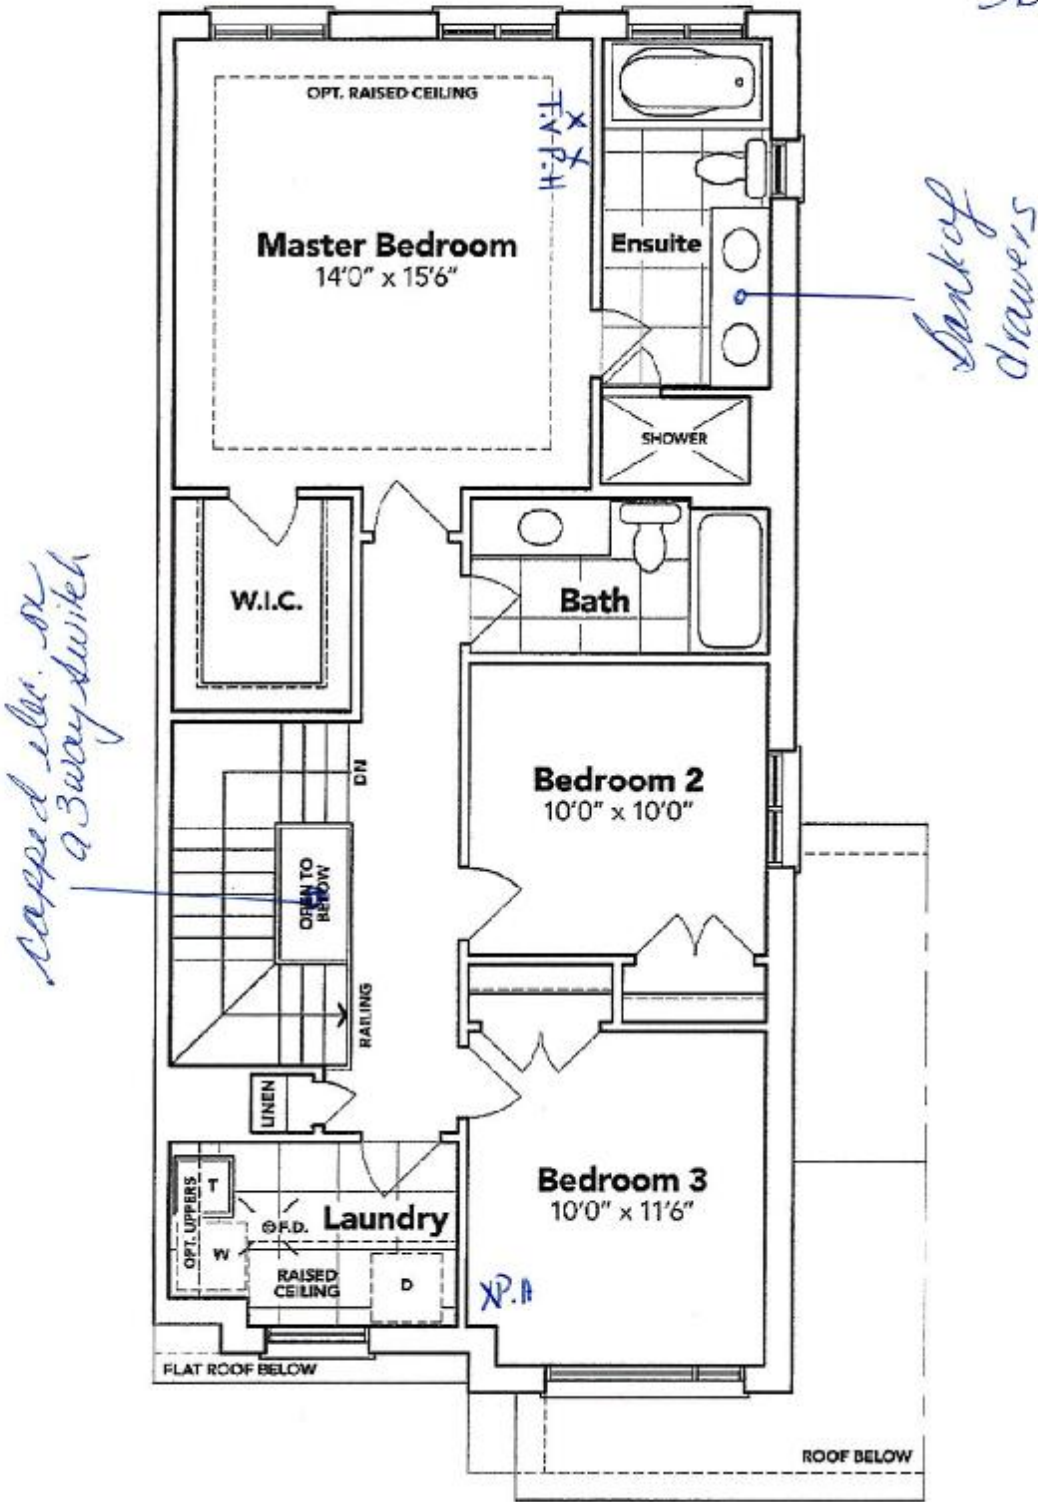 OPT. RAISED CEILING
T.V P.H
X X
Master Bedroom
14'0" x 15'6"
Ensuite
Bank of
drawers
SHOWER
W.I.C.
Bath
capped elec. on
a 3way switch
DN
Bedroom 2
10'0" x 10'0"
OPEN TO
BELOW
RAILING
LINEN
Bedroom 3
10'0" x 11'6"
OPT. UPPERS
T
W
F.D.
Laundry
RAISED
CEILING
D
XP.H
FLAT ROOF BELOW
ROOF BELOW